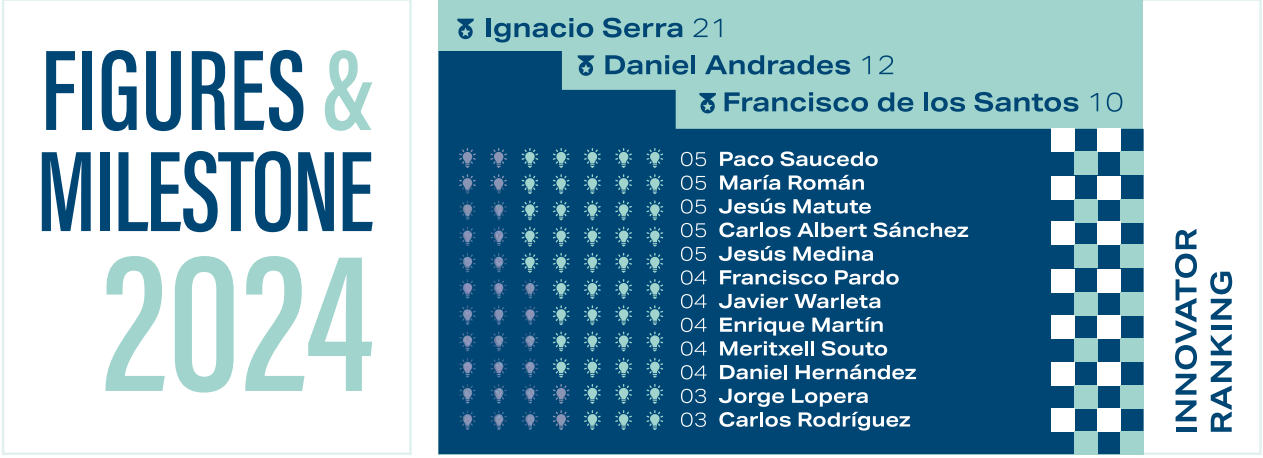 FIGURES &
MILESTONE
2024
Ignacio Serra 21
Daniel Andrades 12
Francisco de los Santos 10
05 Paco Saucedo
05 María Román
05 Jesús Matute
05 Carlos Albert Sánchez
05 Jesús Medina
04 Francisco Pardo
04 Javier Warleta
04 Enrique Martín
04 Meritxell Souto
04 Daniel Hernández
03 Jorge Lopera
03 Carlos Rodríguez
INNOVATOR
RANKING